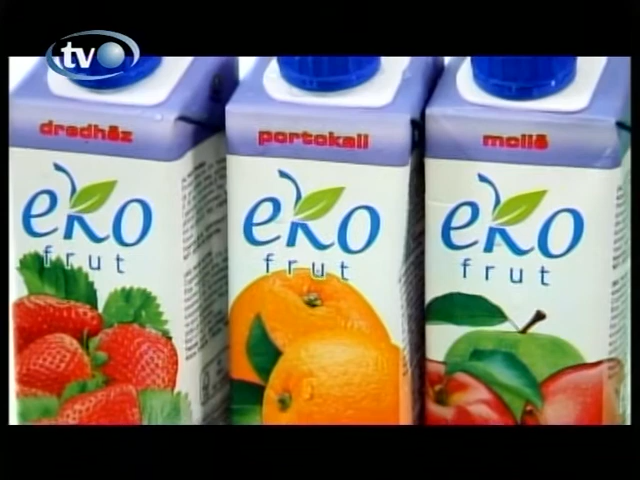 tv
dredhëz
portokall
mollë
eko
frut
eko
frut
eko
frut